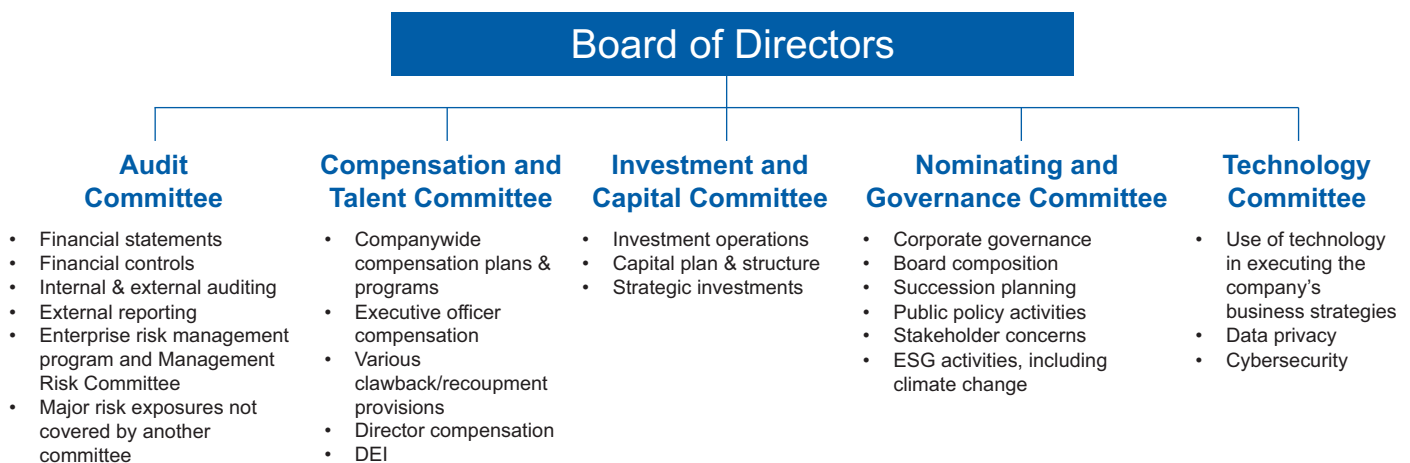 Board of Directors
Audit
Committee
• Financial statements
• Financial controls
• Internal & external auditing
• External reporting
• Enterprise risk management
program and Management
Risk Committee
• Major risk exposures not
covered by another
committee
Compensation and
Talent Committee
• Companywide
compensation plans &
programs
• Executive officer
compensation
• Various
clawback/recoupment
provisions
• Director compensation
• DEI
Investment and
Capital Committee
• Investment operations
• Capital plan & structure
• Strategic investments
Nominating and
Governance Committee
• Corporate governance
• Board composition
• Succession planning
• Public policy activities
• Stakeholder concerns
• ESG activities, including
climate change
Technology
Committee
• Use of technology
in executing the
company’s
business strategies
• Data privacy
• Cybersecurity